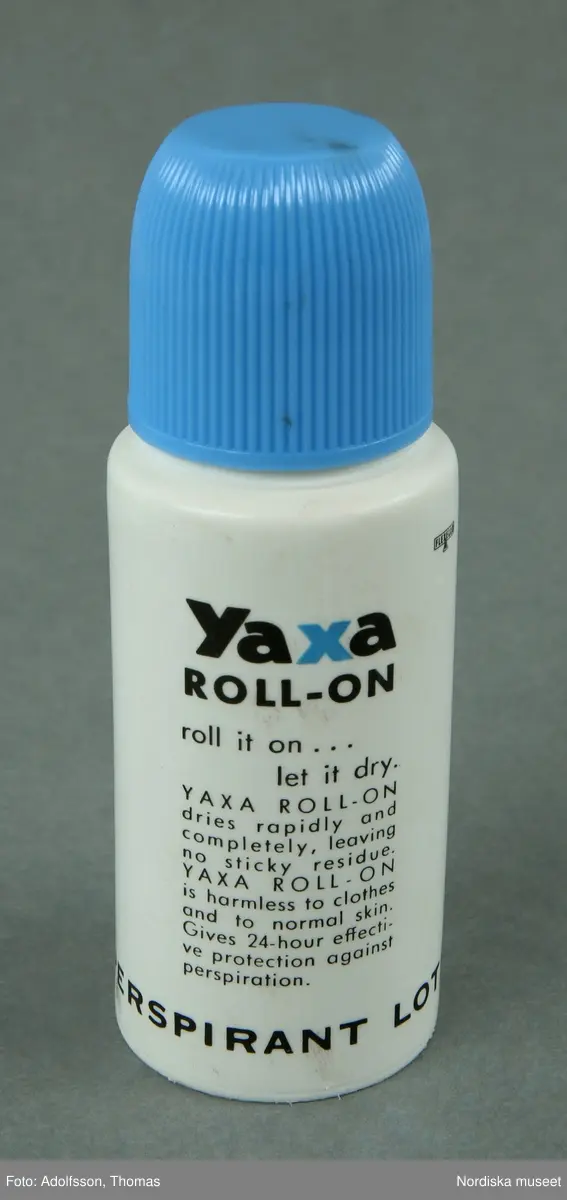 Yaxa
ROLL-ON
roll it on...
let it dry.
YAXA ROLL-ON
dries rapidly and
completely, leaving
no sticky residue.
YAXA ROLL-ON
is harmless to clothes
and to normal skin.
Gives 24-hour effecti-
ve protection against
perspiration.
ERSPIRANT LOT
Foto: Adolfsson, Thomas
Nordiska museet